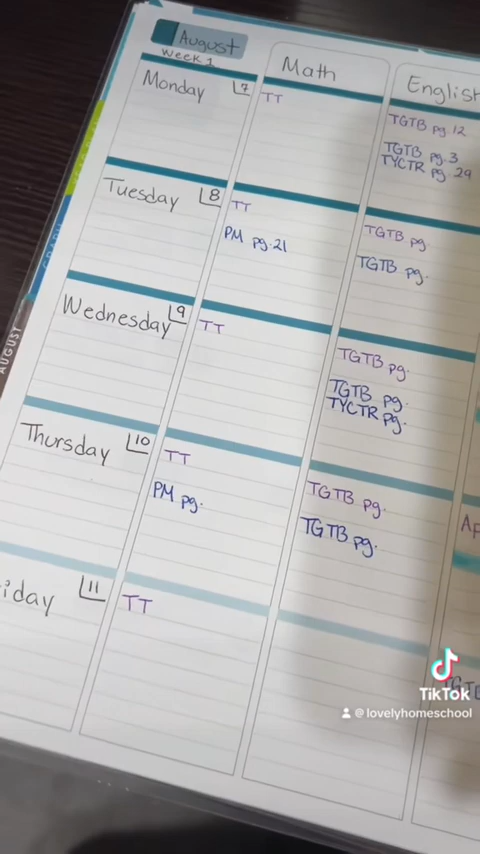 August
Week 1
Math
English
Monday
7
TT
TGTB pg. 12
TGTB pg. 3
TYCTR pg. 29
Tuesday
8
TT
PM pg. 21
TGTB pg.
TGTB pg.
Wednesday
9
TT
TGTB pg.
TGTB pg.
TYCTR pg.
AUGUST
Thursday
10
TT
PM pg.
TGTB pg.
TGTB pg.
iday
11
TT
TikTok
@lovelyhomeschool